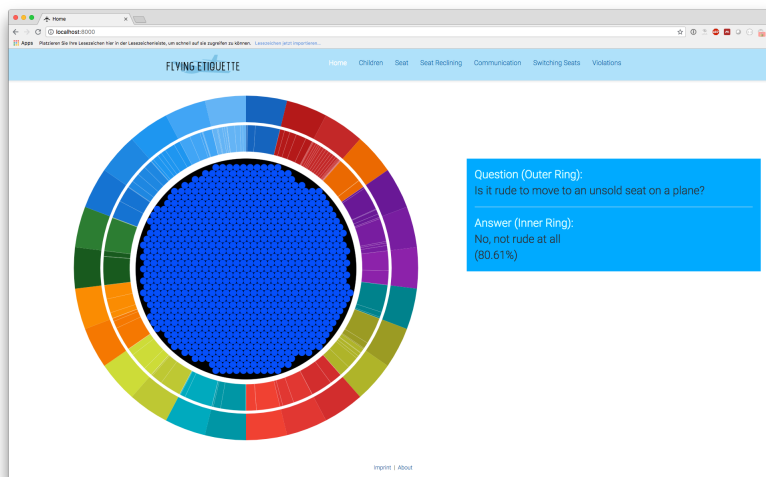 Home
localhost:8000
Apps Platzieren Sie Ihre Lesezeichen hier in der Lesezeichenleiste, um schnell auf sie zugreifen zu können. Lesezeichen jetzt importieren...
FLYING ETIQUETTE
Home Children Seat Seat Reclining Communication Switching Seats Violations
Question (Outer Ring):
Is it rude to move to an unsold seat on a plane?
Answer (Inner Ring):
No, not rude at all
(80.61%)
imprint | About